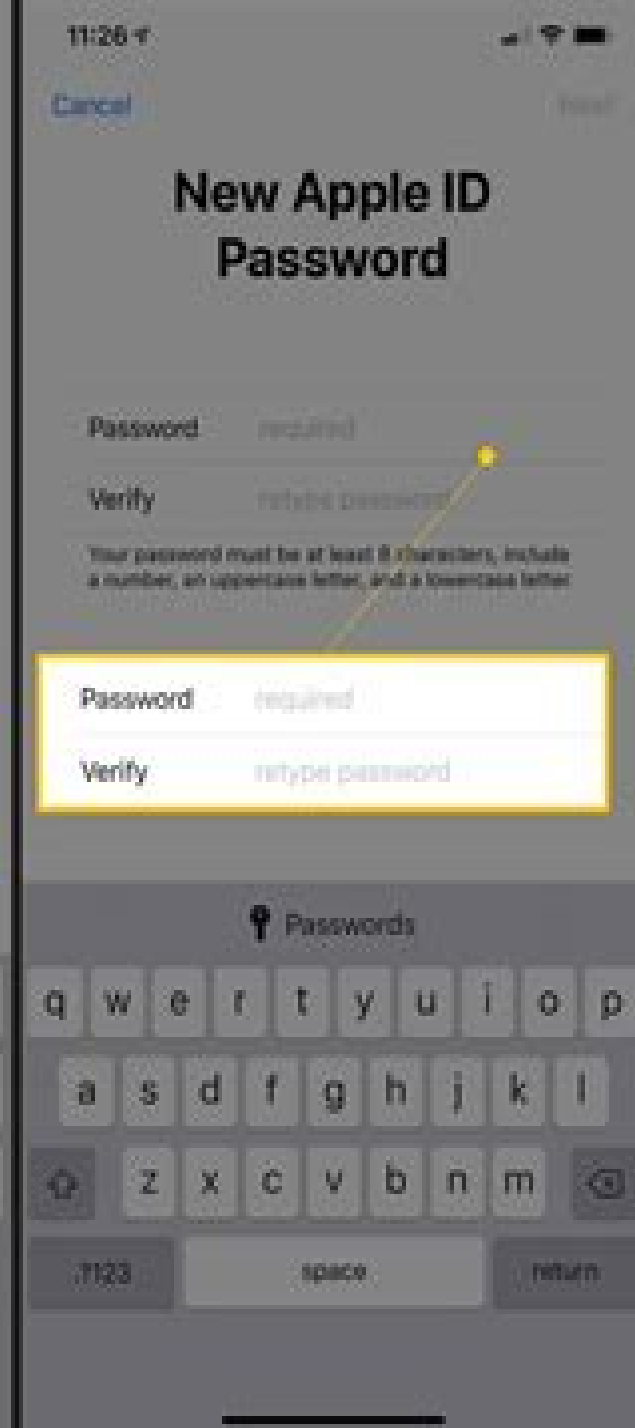 11:26
Cancel
Next
New Apple ID
Password
Password required
Verify retype password
Your password must be at least 8 characters, include
a number, an uppercase letter, and a lowercase letter
Password required
Verify retype password
Passwords
q w e r t y u i o p
a s d f g h j k l
z x c v b n m
.?123 space return